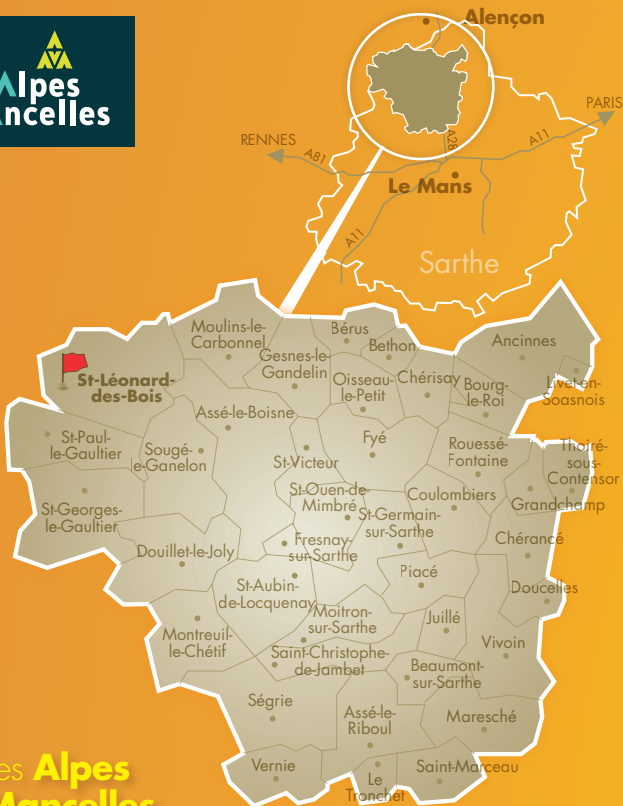 Alpes
ancelles
Alençon
PARIS
RENNES
A81
A28
A11
Le Mans
A11
Sarthe
Moulins-le-
Carbonnel
Bérus
Bethon
Ancinnes
Gesnes-le-
Gandelin
St-Léonard-
des-Bois
Oisseau-
le-Petit
Chérisay
Bourg-
le-Roi
Livet-en-
Soasnois
Assé-le-Boisne
St-Paul-
le-Gaultier
Sougé-
le-Ganelon
Fyé
Rouessé-
Fontaine
Thoiré-
sous-
Contensor
St-Victeur
St-Ouen-de-
Mimbré
Coulombiers
Grandchamp
St-Georges-
le-Gaultier
St-Germain-
sur-Sarthe
Chérancé
Douillet-le-Joly
Fresnay-
sur-Sarthe
Piacé
Doucelles
St-Aubin-
de-Locquenay
Moitron-
sur-Sarthe
Juillé
Vivoin
Montreuil-
le-Chétif
Saint-Christophe-
de-Jambet
Beaumont-
sur-Sarthe
Ségrie
Assé-le-
Riboul
Maresché
Vernie
Le
Tronchet
Saint-Marceau
es Alpes
Mancelles